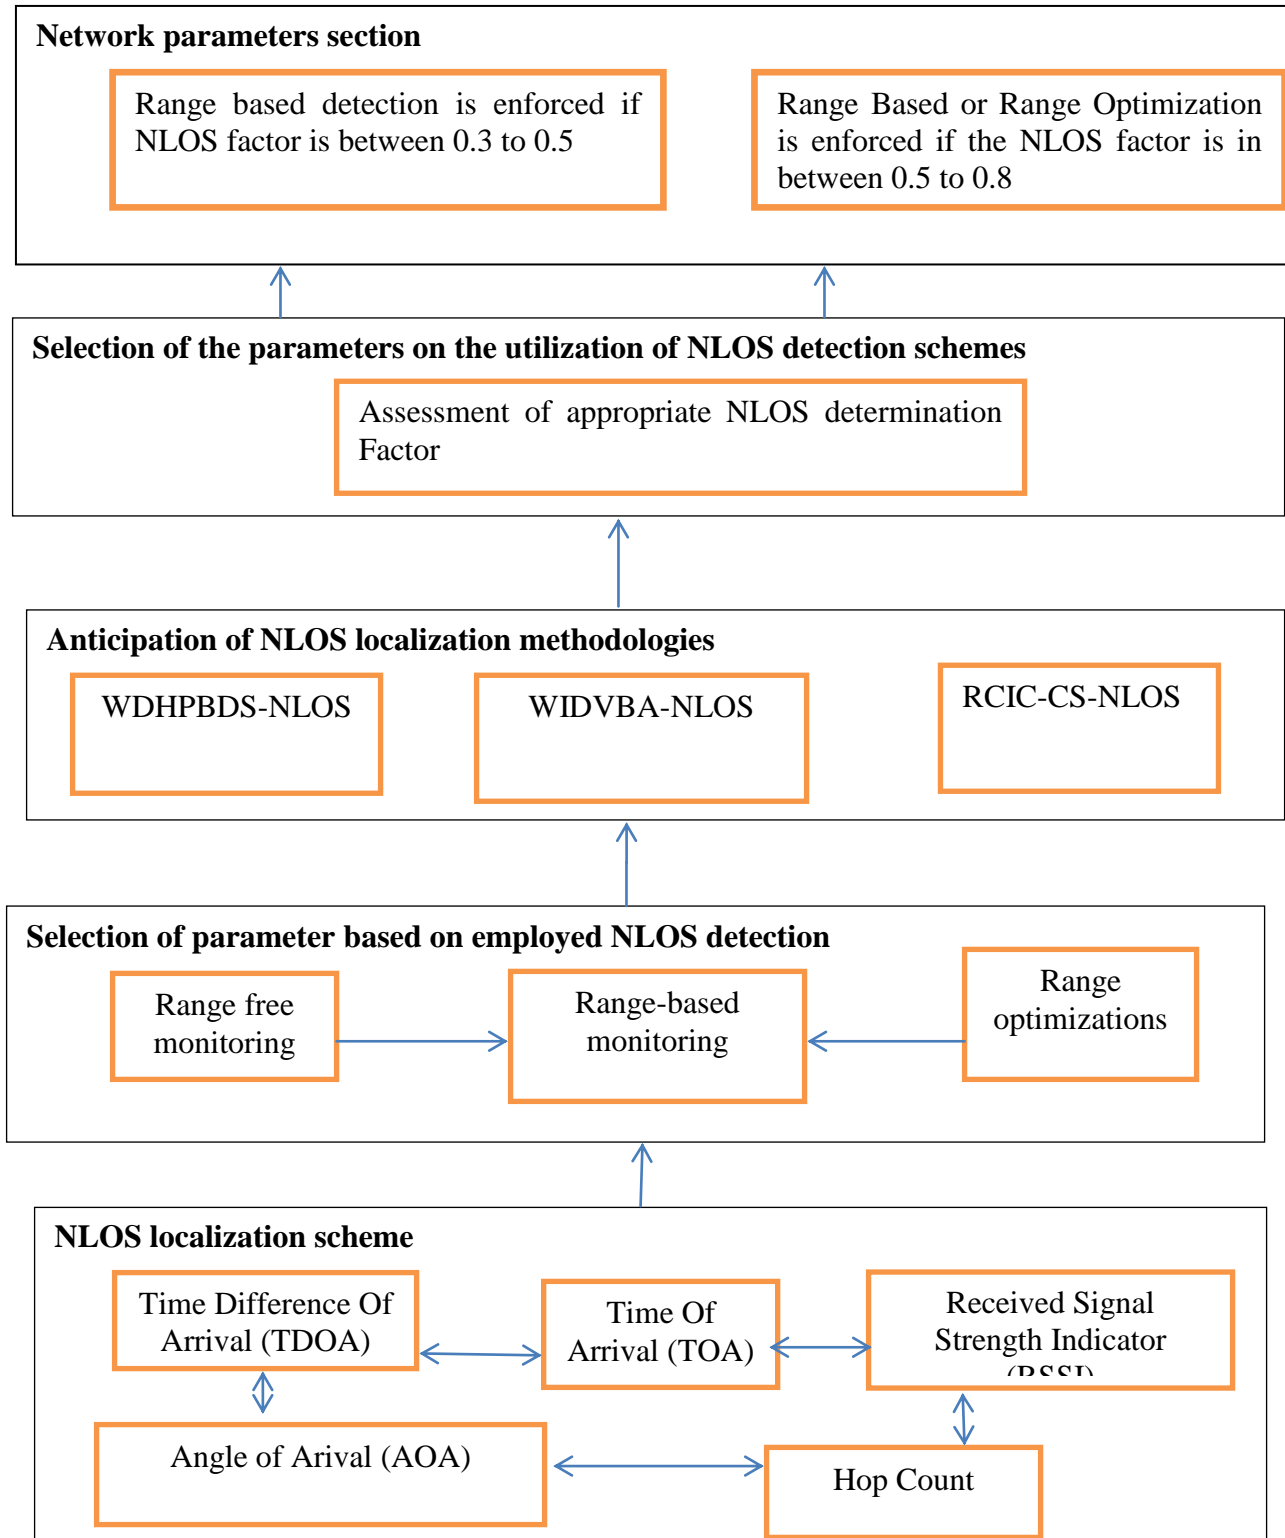 Network parameters section
Range based detection is enforced if
NLOS factor is between 0.3 to 0.5
Range Based or Range Optimization
is enforced if the NLOS factor is in
between 0.5 to 0.8
Selection of the parameters on the utilization of NLOS detection schemes
Assessment of appropriate NLOS determination
Factor
Anticipation of NLOS localization methodologies
WDHPBDS-NLOS
WIDVBA-NLOS
RCIC-CS-NLOS
Selection of parameter based on employed NLOS detection
Range free
monitoring
Range-based
monitoring
Range
optimizations
NLOS localization scheme
Time Difference Of
Arrival (TDOA)
Time Of
Arrival (TOA)
Received Signal
Strength Indicator
(RSSI)
Angle of Arival (AOA)
Hop Count